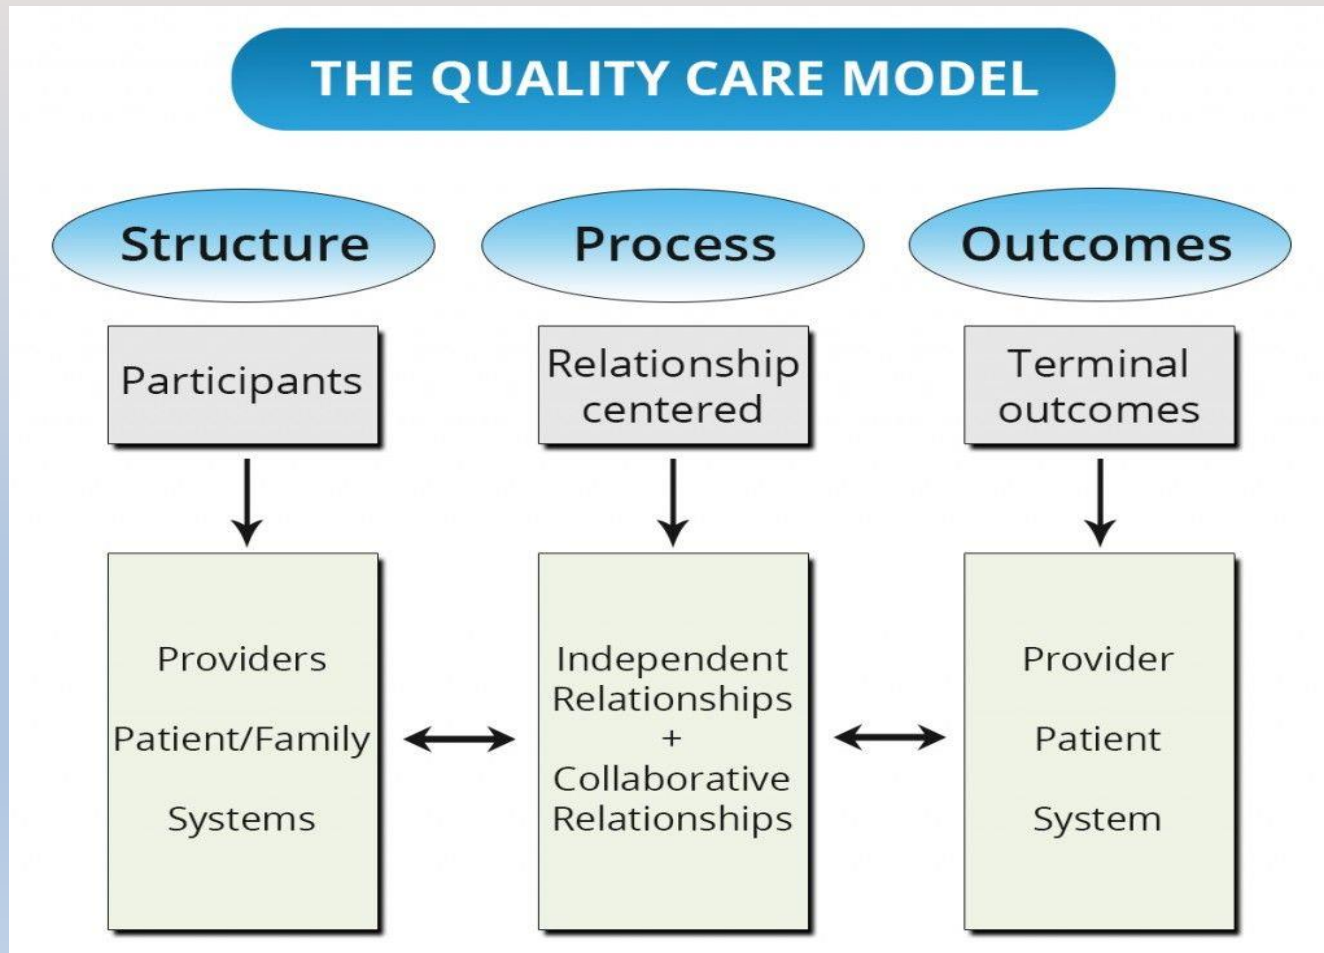 THE QUALITY CARE MODEL
Structure
Process
Outcomes
Participants
Relationship
centered
Terminal
outcomes
Providers
Patient/Family
Systems
Independent
Relationships
+
Collaborative
Relationships
Provider
Patient
System